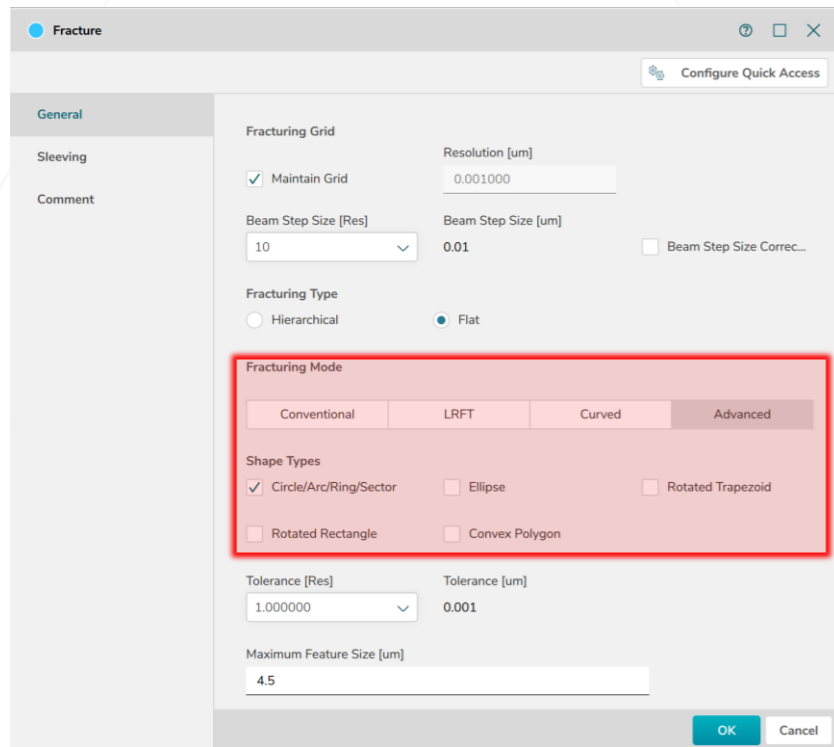 Fracture
Configure Quick Access
General
Sleeving
Comment
Fracturing Grid
Resolution [um]
Maintain Grid
0.001000
Beam Step Size [Res]
Beam Step Size [um]
10
0.01
Beam Step Size Correc...
Fracturing Type
Hierarchical
Flat
Fracturing Mode
Conventional
LRFT
Curved
Advanced
Shape Types
Circle/Arc/Ring/Sector
Ellipse
Rotated Trapezoid
Rotated Rectangle
Convex Polygon
Tolerance [Res]
Tolerance [um]
1.000000
0.001
Maximum Feature Size [um]
4.5
OK
Cancel